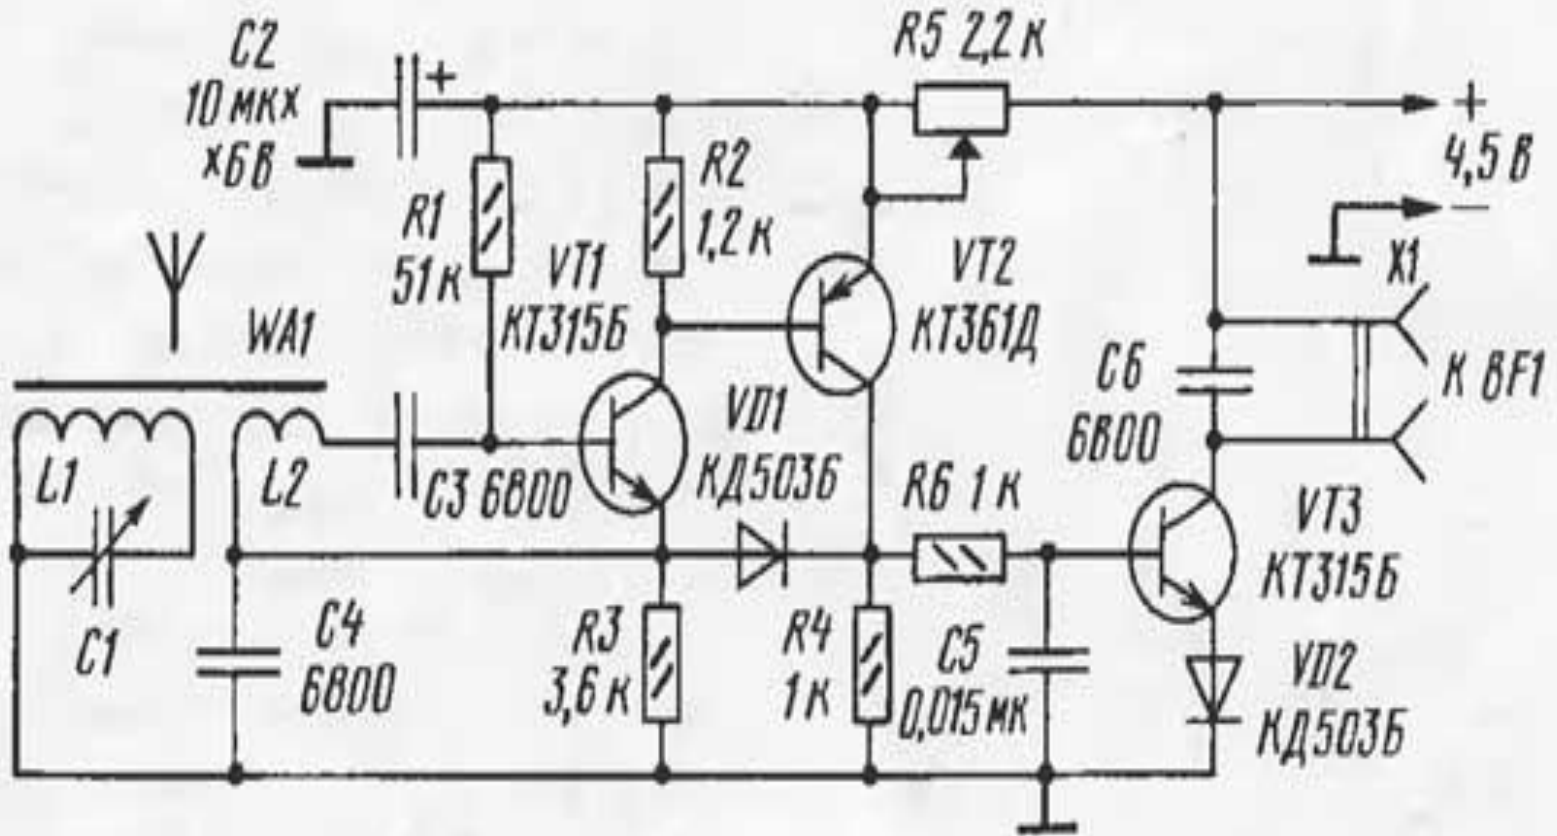 C2
10 мкх
×6В
R5 2,2 к
+
+
4,5 В
−
R1
51 к
R2
1,2 к
VT1
КТ315Б
VT2
КТ361Д
X1
WA1
C6
6800
К BF1
VD1
КД503Б
L1
L2
C3 6800
R6 1 к
VT3
КТ315Б
C1
C4
6800
R3
3,6 к
R4
1 к
C5
0,015 мк
VD2
КД503Б